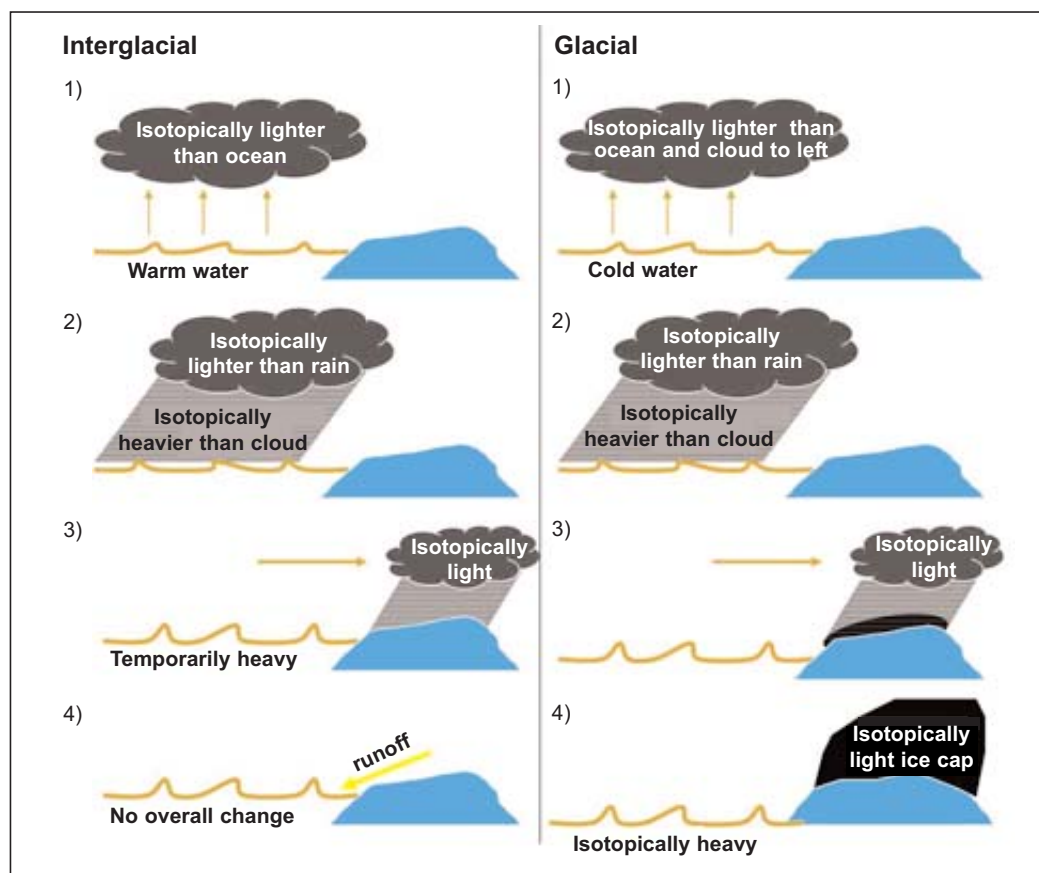 Interglacial
1)
Isotopically lighter
than ocean
Warm water
2)
Isotopically
lighter than rain
Isotopically
heavier than cloud
3)
Isotopically
light
Temporarily heavy
4)
runoff
No overall change
Glacial
1)
Isotopically lighter than
ocean and cloud to left
Cold water
2)
Isotopically
lighter than rain
Isotopically
heavier than cloud
3)
Isotopically
light
4)
Isotopically
light ice cap
Isotopically heavy